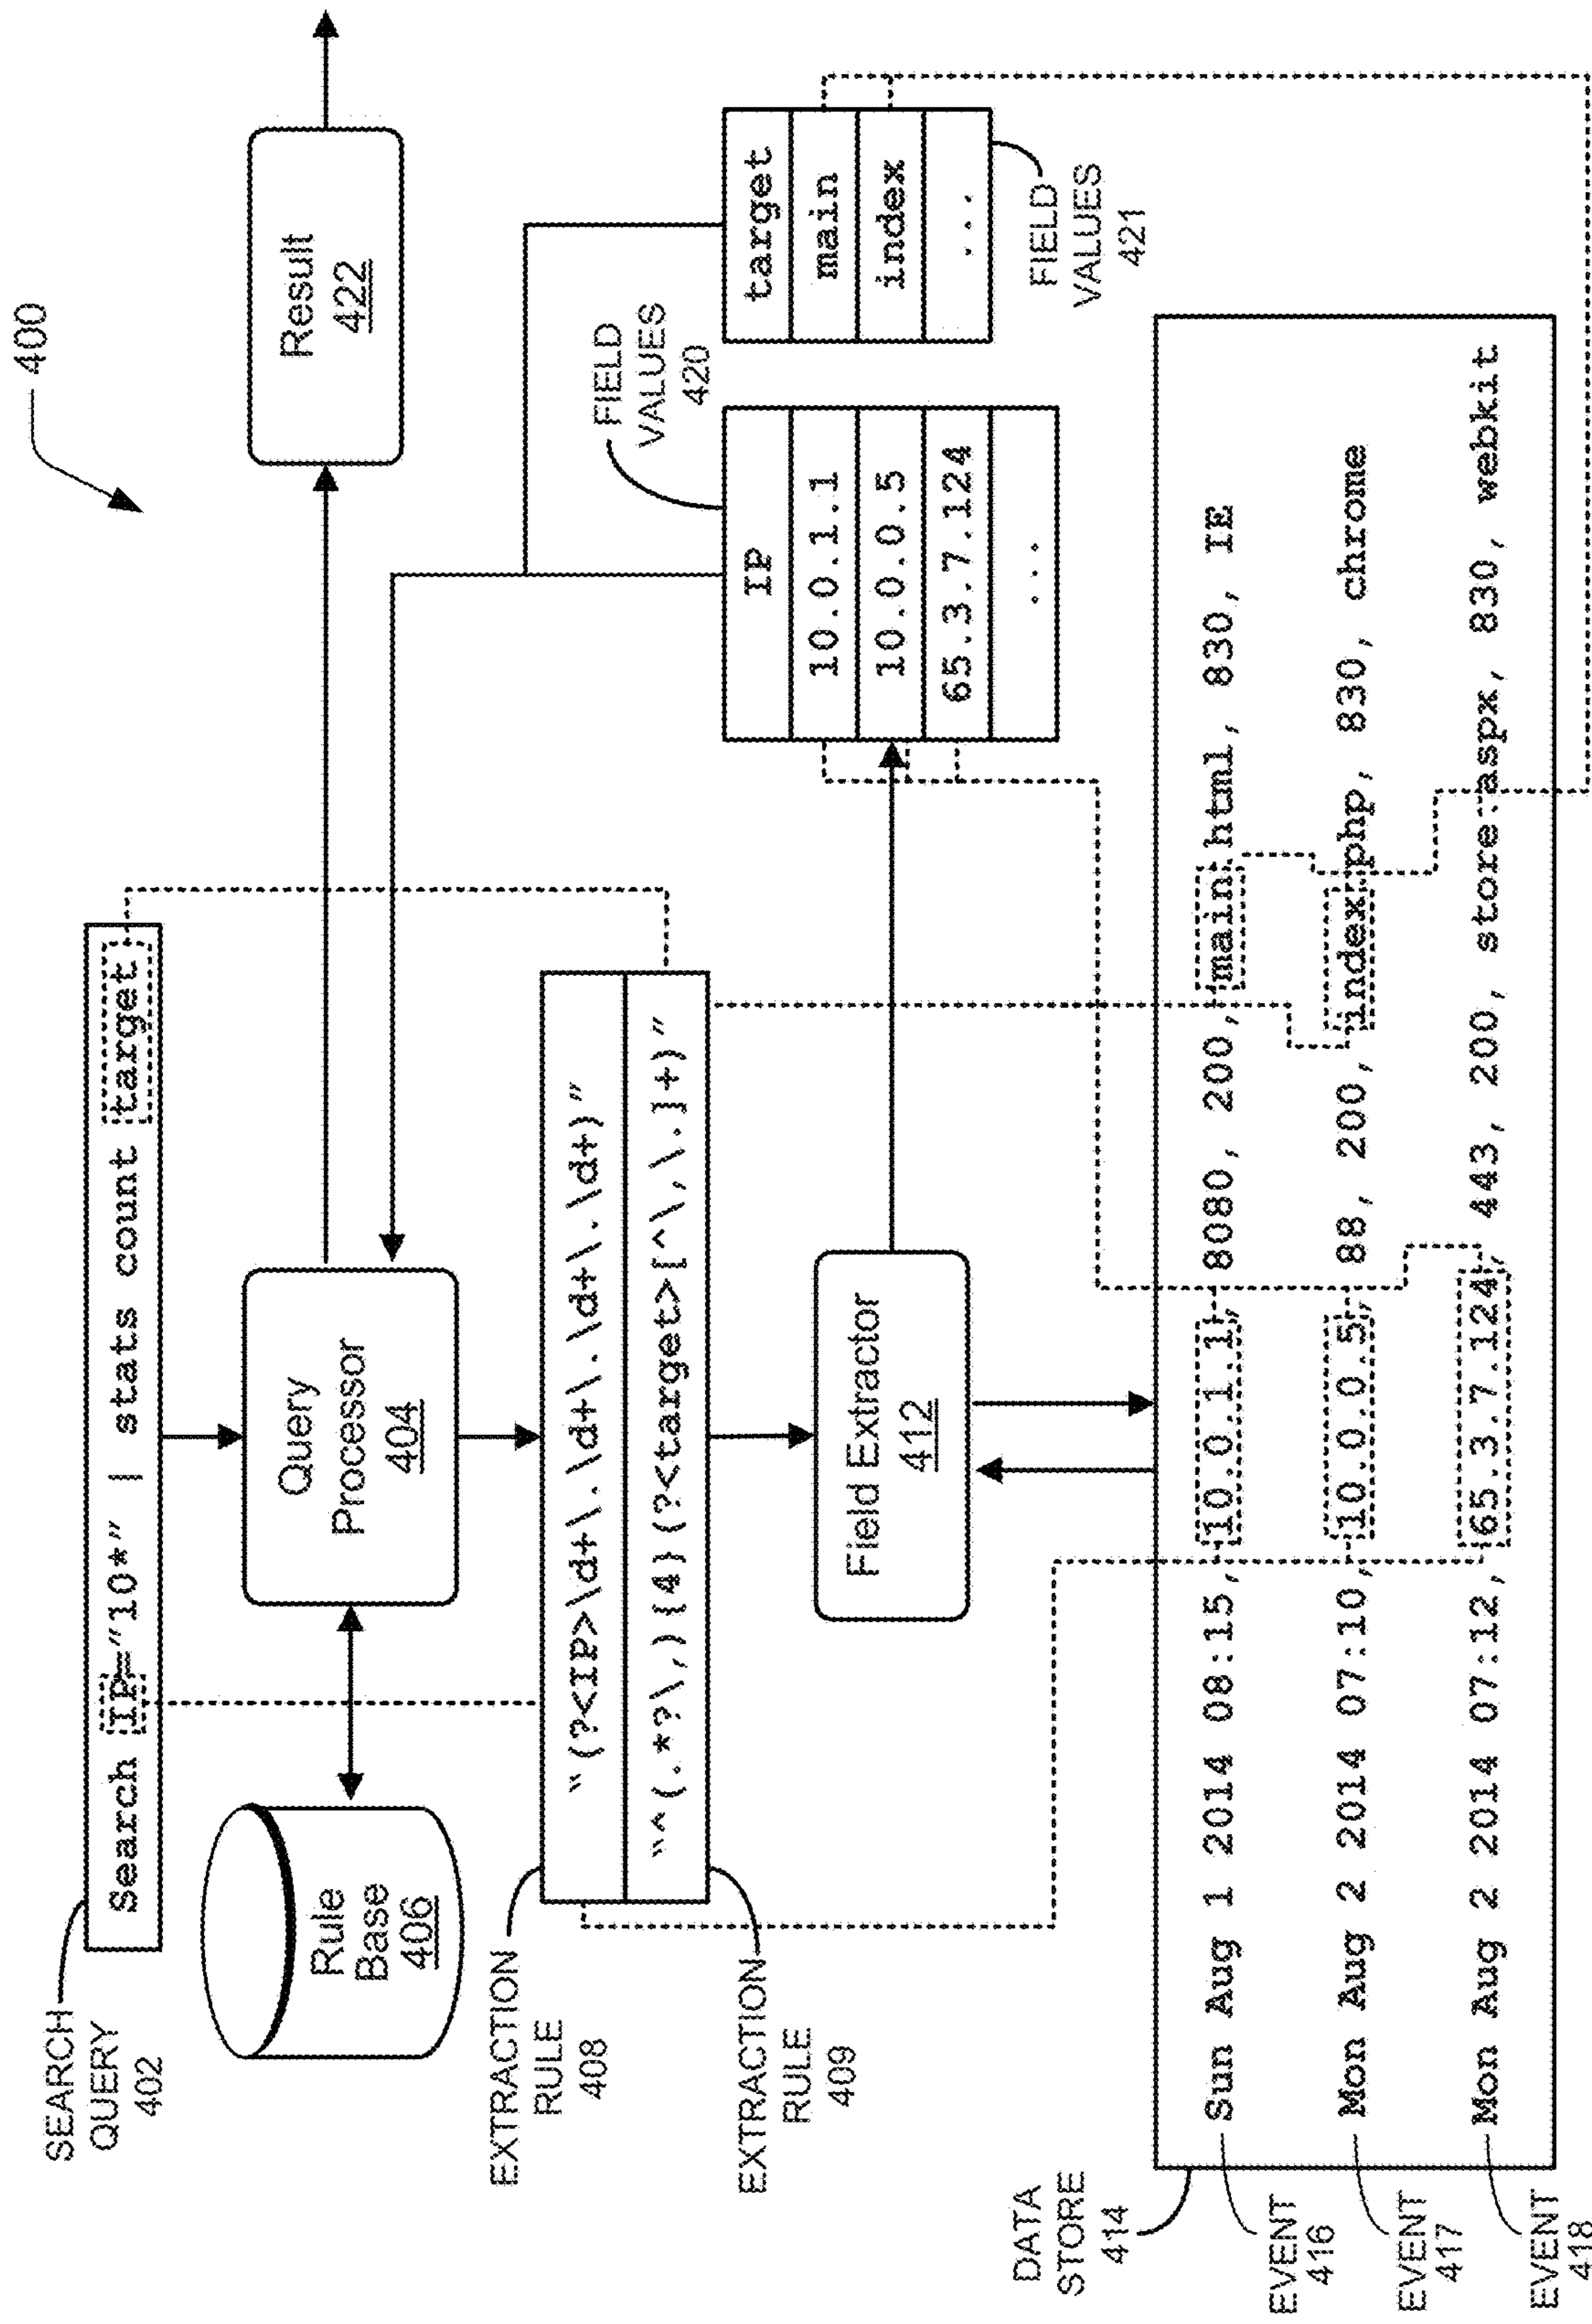 400
SEARCH
QUERY
402
Search IP="10*" | stats count target
Rule
Base
406
Query
Processor
404
Result
422
EXTRACTION
RULE
408
"(?<IP>\d+\.\d+\.\d+\.\d+)"
EXTRACTION
RULE
409
"^(.*?\,){4}(?<target>[^\,\.]+)"
FIELD
VALUES
420
IP
10.0.1.1
10.0.0.5
65.3.7.124
...
target
main
index
...
FIELD
VALUES
421
Field Extractor
412
DATA
STORE
414
EVENT
416
Sun Aug 1 2014 08:15, 10.0.1.1, 8080, 200, main.html, 830, IE
EVENT
417
Mon Aug 2 2014 07:10, 10.0.0.5, 88, 200, index.php, 830, chrome
EVENT
418
Mon Aug 2 2014 07:12, 65.3.7.124, 443, 200, store.aspx, 830, webkit